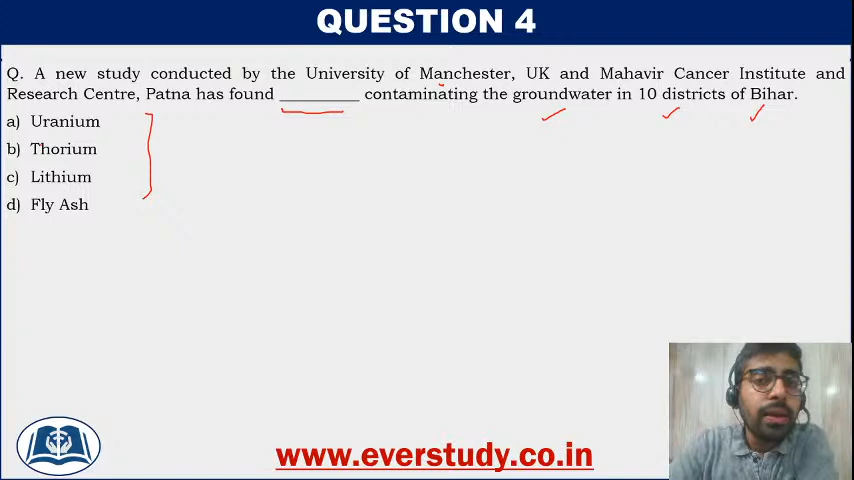 QUESTION 4
Q. A new study conducted by the University of Manchester, UK and Mahavir Cancer Institute and
Research Centre, Patna has found __________ contaminating the groundwater in 10 districts of Bihar.
a) Uranium
b) Thorium
c) Lithium
d) Fly Ash
www.everstudy.co.in